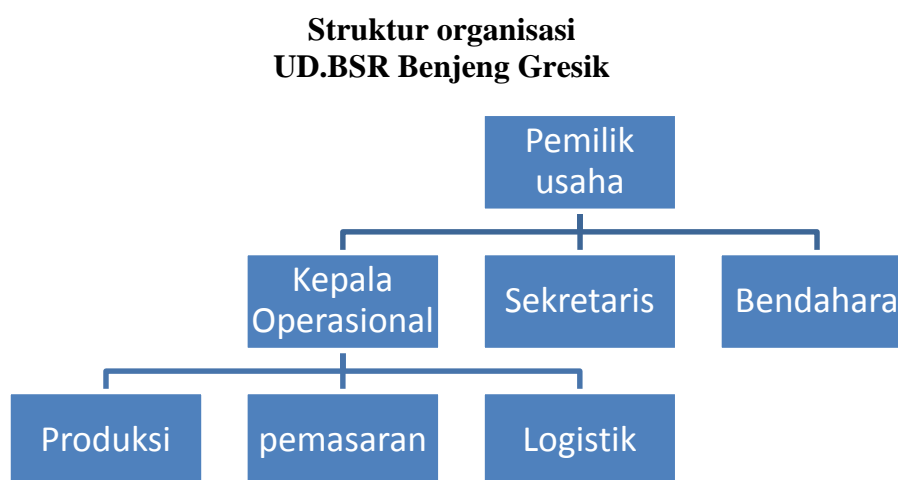 Struktur organisasi
UD.BSR Benjeng Gresik
Pemilik
usaha
Kepala
Operasional
Sekretaris
Bendahara
Produksi
pemasaran
Logistik